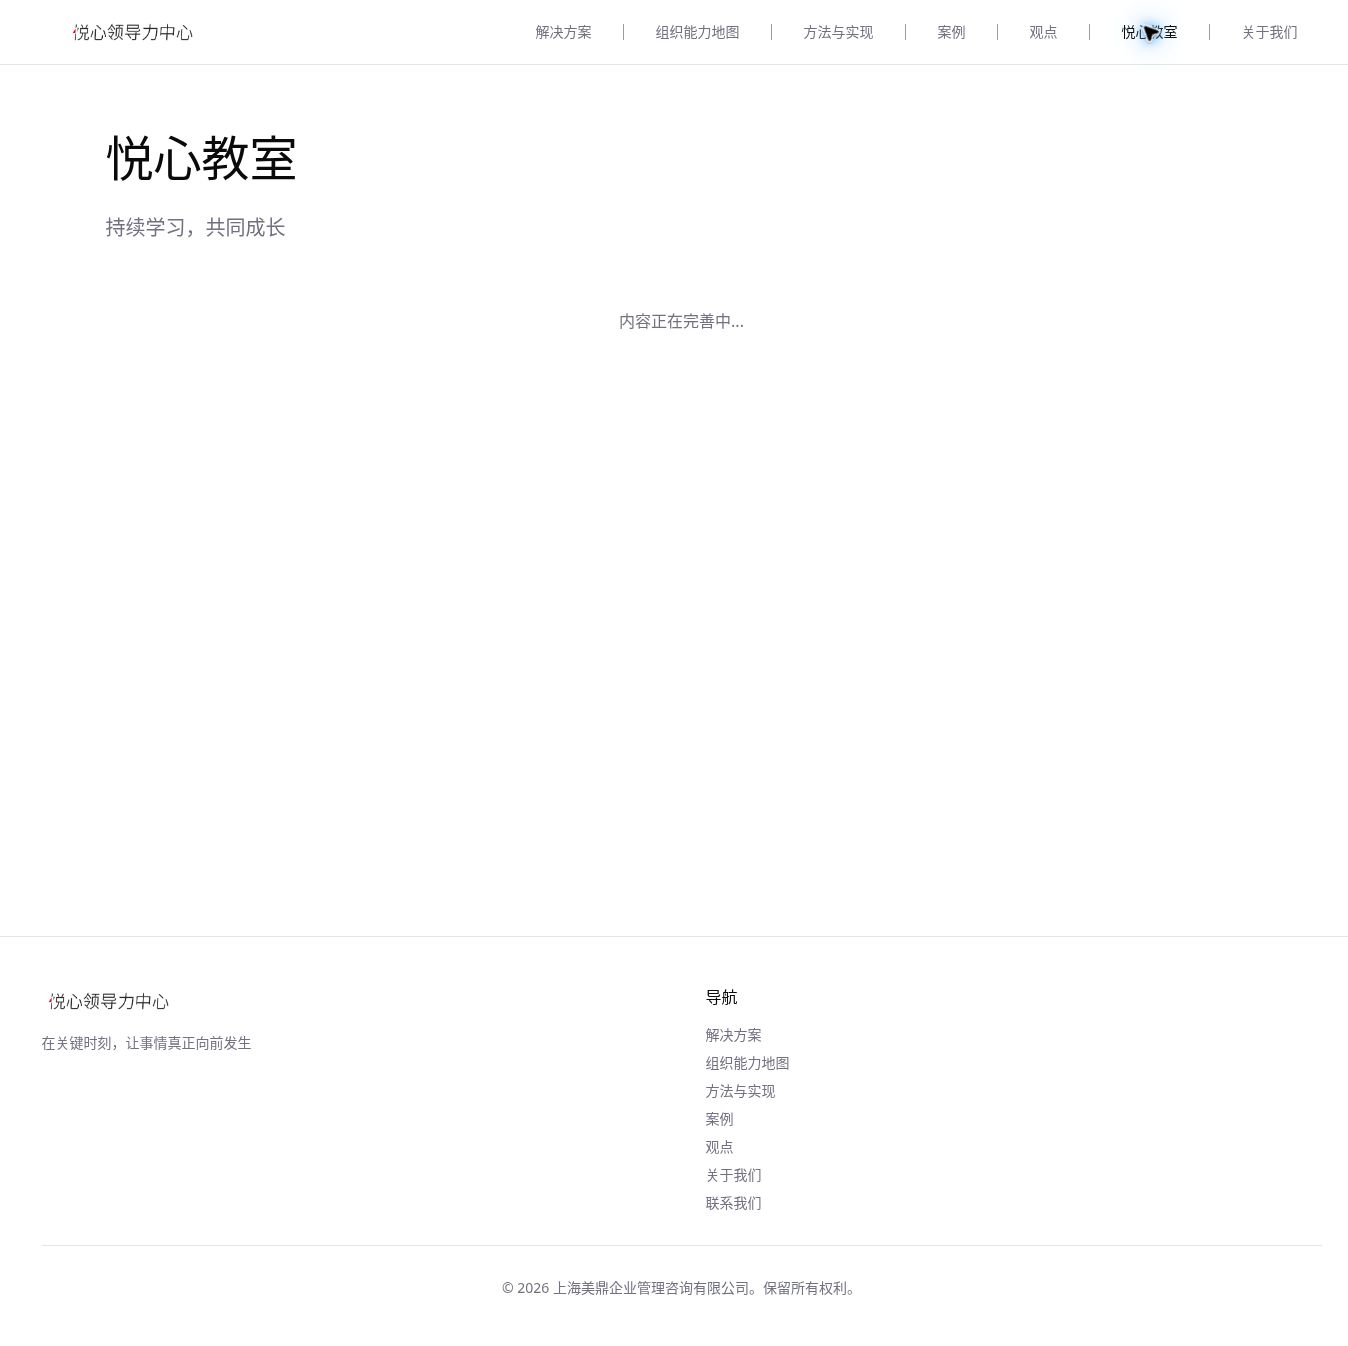 悦心领导力中心
解决方案
组织能力地图
方法与实现
案例
观点
悦心教室
关于我们
悦心教室
持续学习，共同成长
内容正在完善中...
悦心领导力中心
在关键时刻，让事情真正向前发生
导航
解决方案
组织能力地图
方法与实现
案例
观点
关于我们
联系我们
© 2026 上海美鼎企业管理咨询有限公司。保留所有权利。